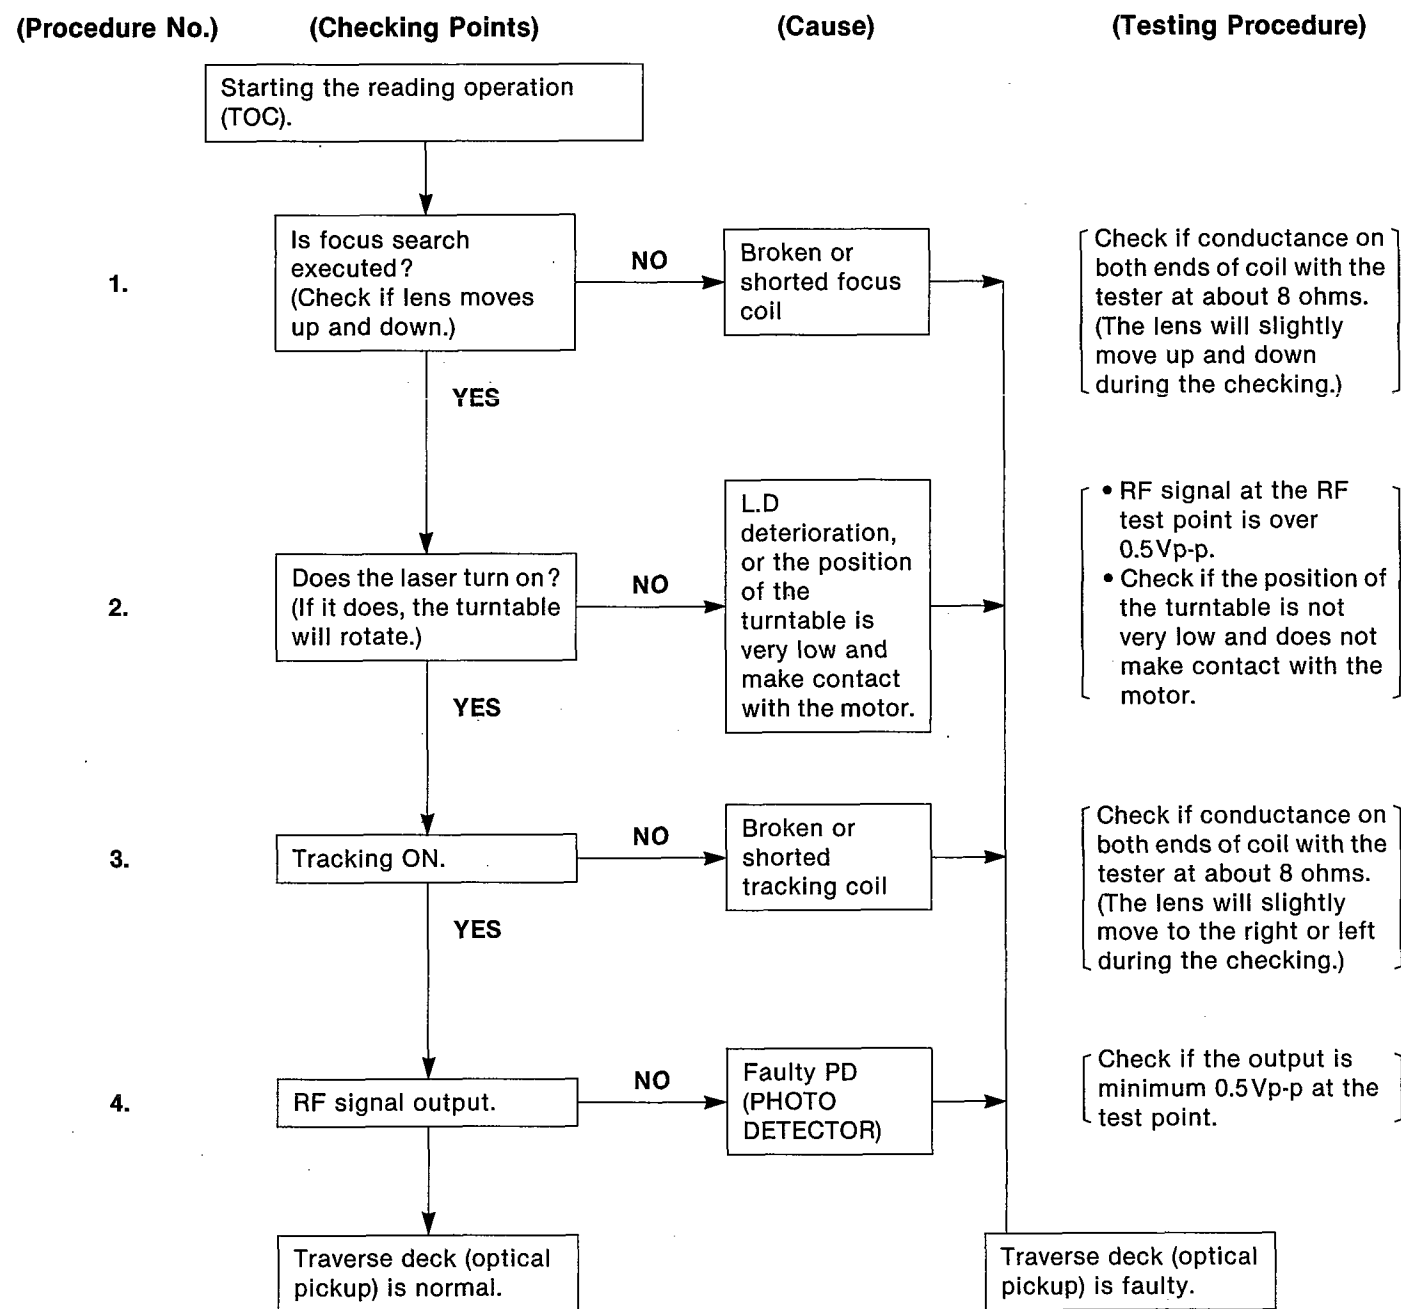 (Procedure No.) (Checking Points) (Cause) (Testing Procedure)
Starting the reading operation
(TOC).
1.
Is focus search
executed?
(Check if lens moves
up and down.)
NO
Broken or
shorted focus
coil
Check if conductance on
both ends of coil with the
tester at about 8 ohms.
(The lens will slightly
move up and down
during the checking.)
YES
2.
Does the laser turn on?
(If it does, the turntable
will rotate.)
NO
L.D
deterioration,
or the position
of the
turntable is
very low and
make contact
with the motor.
• RF signal at the RF
test point is over
0.5Vp-p.
• Check if the position of
the turntable is not
very low and does not
make contact with the
motor.
YES
3.
Tracking ON.
NO
Broken or
shorted
tracking coil
Check if conductance on
both ends of coil with the
tester at about 8 ohms.
(The lens will slightly
move to the right or left
during the checking.)
YES
4.
RF signal output.
NO
Faulty PD
(PHOTO
DETECTOR)
Check if the output is
minimum 0.5Vp-p at the
test point.
Traverse deck (optical
pickup) is normal.
Traverse deck (optical
pickup) is faulty.